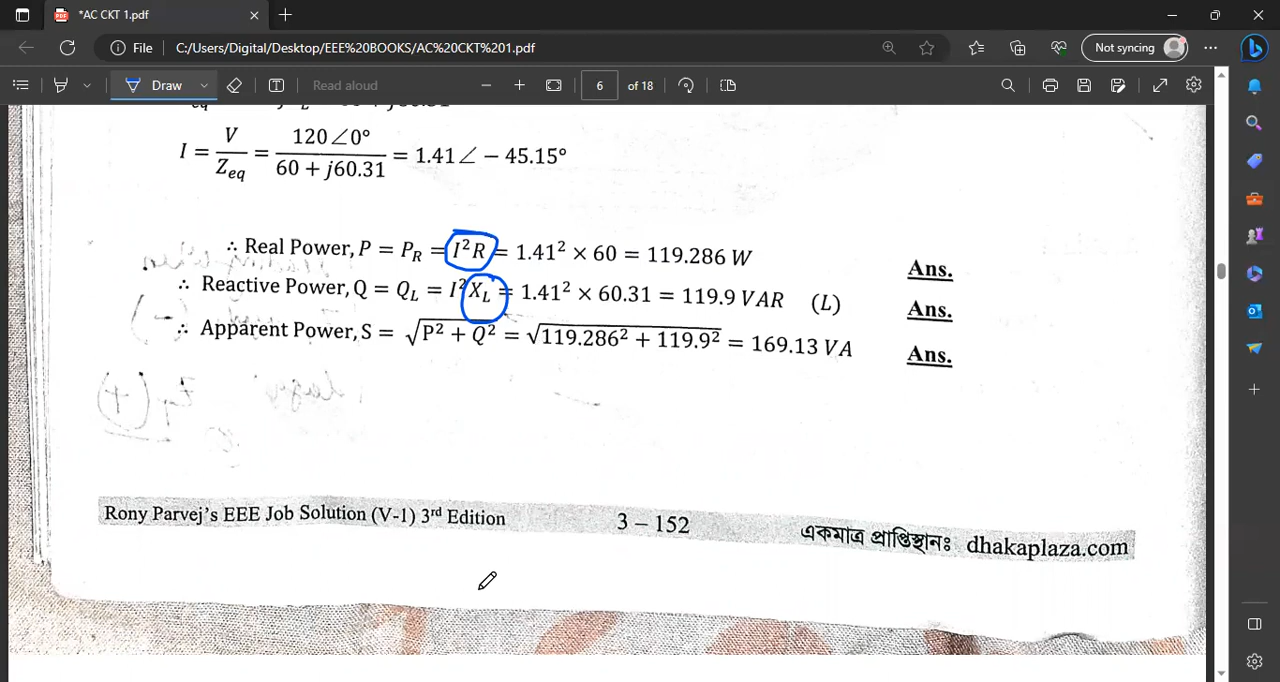 *AC CKT 1.pdf
File C:/Users/Digital/Desktop/EEE%20BOOKS/AC%20CKT%201.pdf Not syncing
Draw Read aloud 6 of 18
I = V/Z_eq = 120∠0°/60 + j60.31 = 1.41∠ − 45.15°
∴ Real Power, P = P_R = I²R = 1.41² × 60 = 119.286 W Ans.
∴ Reactive Power, Q = Q_L = I²X_L = 1.41² × 60.31 = 119.9 VAR (L) Ans.
∴ Apparent Power, S = √P² + Q² = √119.286² + 119.9² = 169.13 VA Ans.
Rony Parvej's EEE Job Solution (V-1) 3rd Edition 3 – 152 একমাত্র প্রাপ্তিস্থানঃ dhakaplaza.com